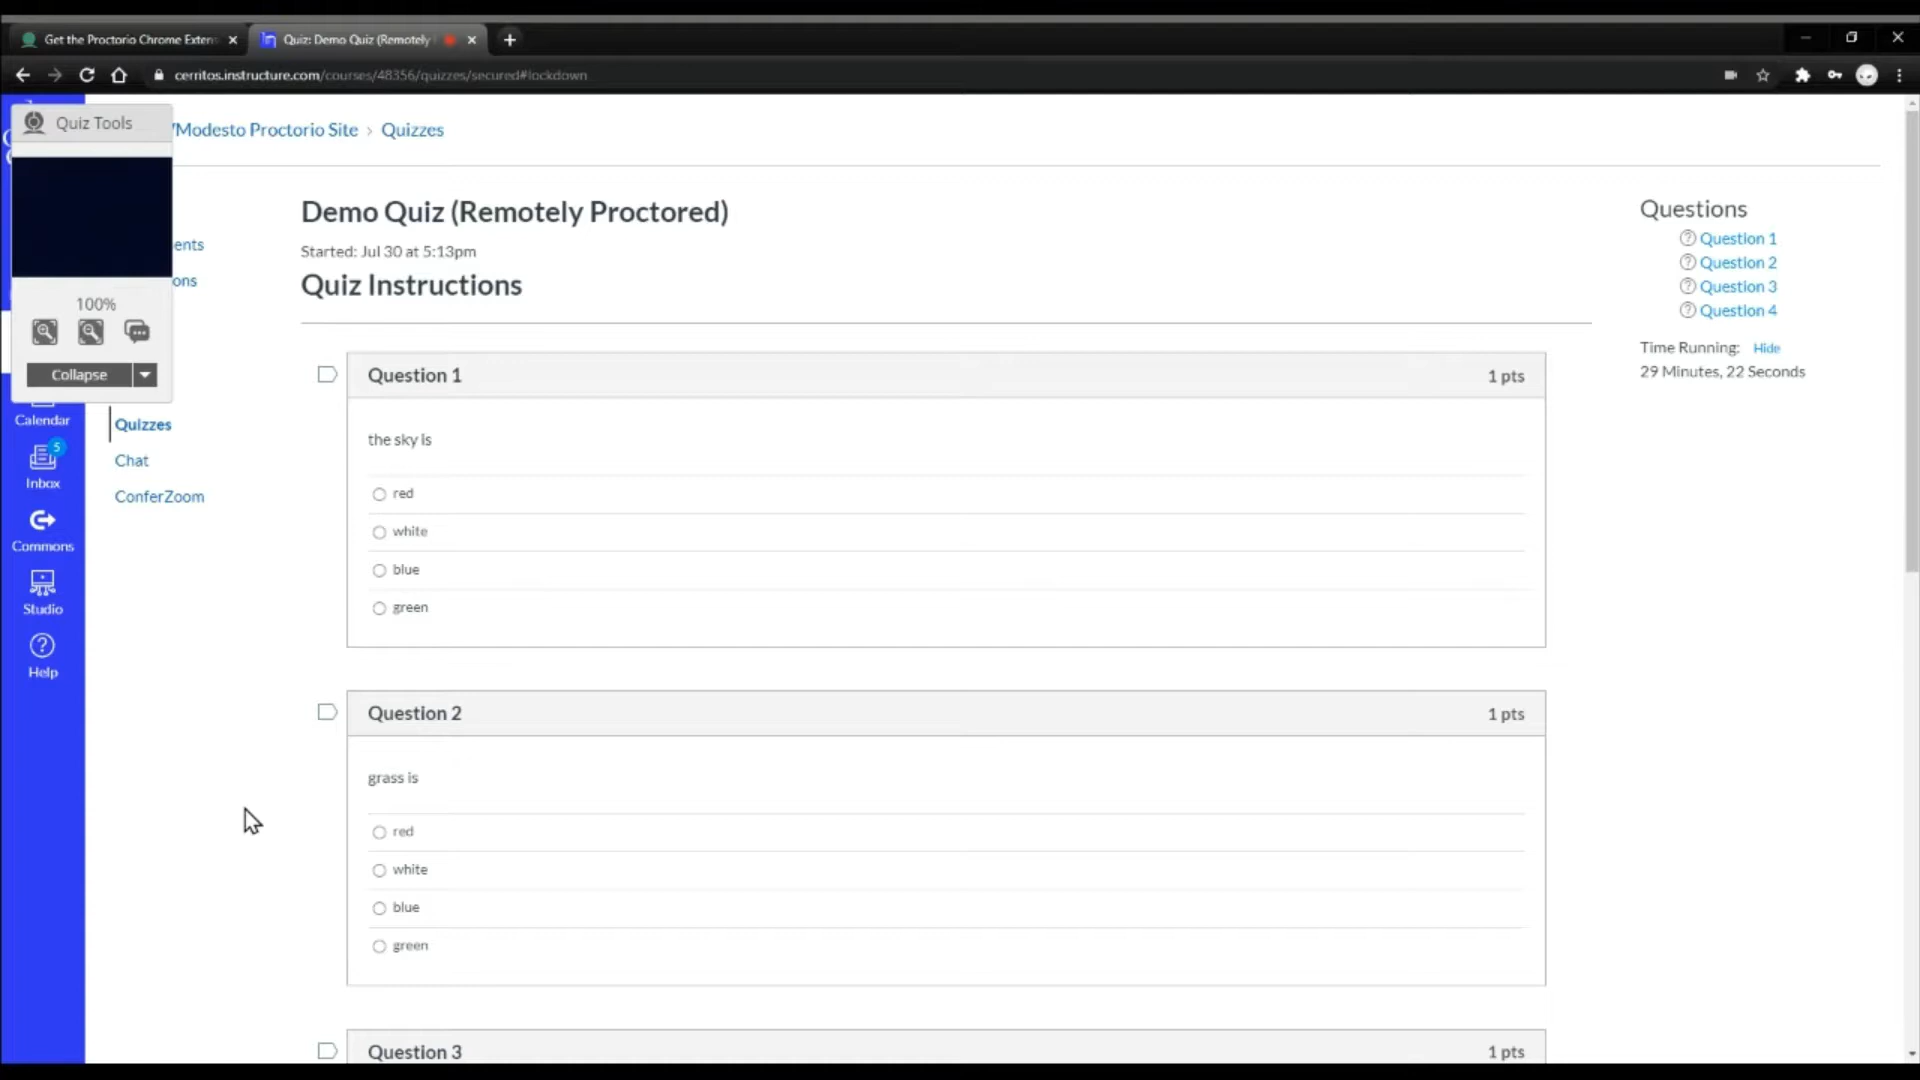 Get the Proctorio Chrome Exten
Quiz: Demo Quiz (Remotely
cerritos.instructure.com/courses/48356/quizzes/secured#lockdown
Quiz Tools
/Modesto Proctorio Site › Quizzes
100%
Collapse
ents
ons
Quizzes
Chat
ConferZoom
Calendar
5
Inbox
Commons
Studio
Help
Demo Quiz (Remotely Proctored)
Started: Jul 30 at 5:13pm
Quiz Instructions
Question 1 1 pts
the sky is
red
white
blue
green
Question 2 1 pts
grass is
red
white
blue
green
Question 3 1 pts
Questions
Question 1
Question 2
Question 3
Question 4
Time Running: Hide
29 Minutes, 22 Seconds